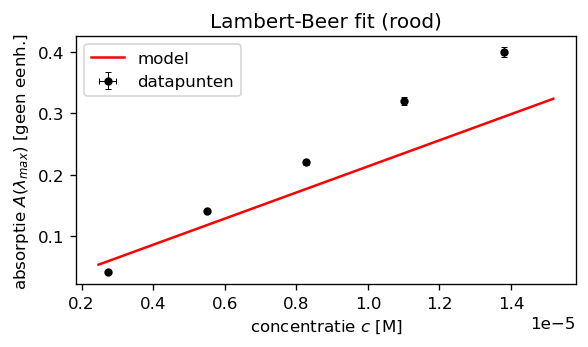 Lambert-Beer fit (rood)
absorptie A(λmax) [geen eenh.]
0.4
0.3
0.2
0.1
model
datapunten
0.2 0.4 0.6 0.8 1.0 1.2 1.4
1e−5
concentratie c [M]